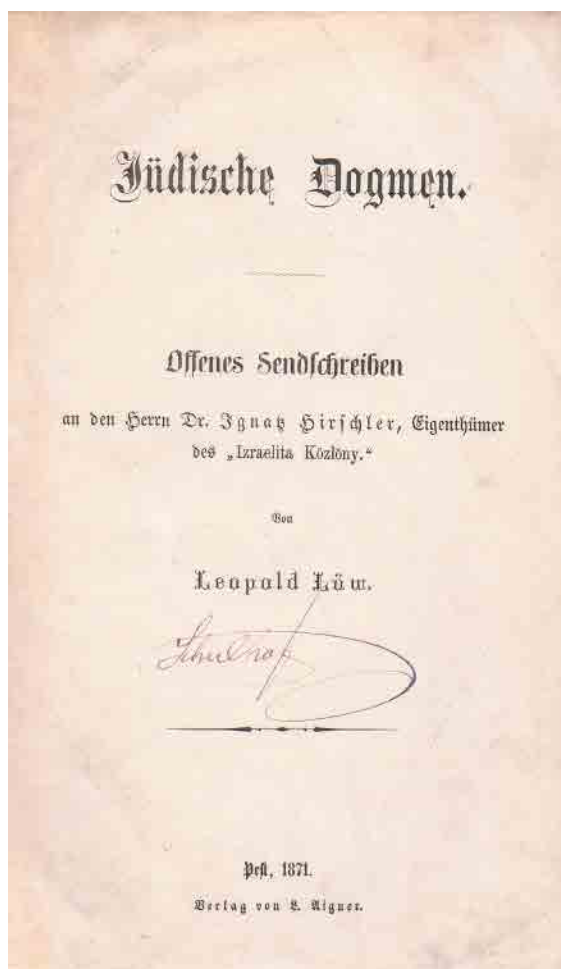 Jüdische Dogmen.
Offenes Sendschreiben
an den Herrn Dr. Ignatz Hirschler, Eigenthümer
des „Izraelita Közlöny.“
Von
Leopold Löw.
Pest, 1871.
Verlag von L. Aigner.